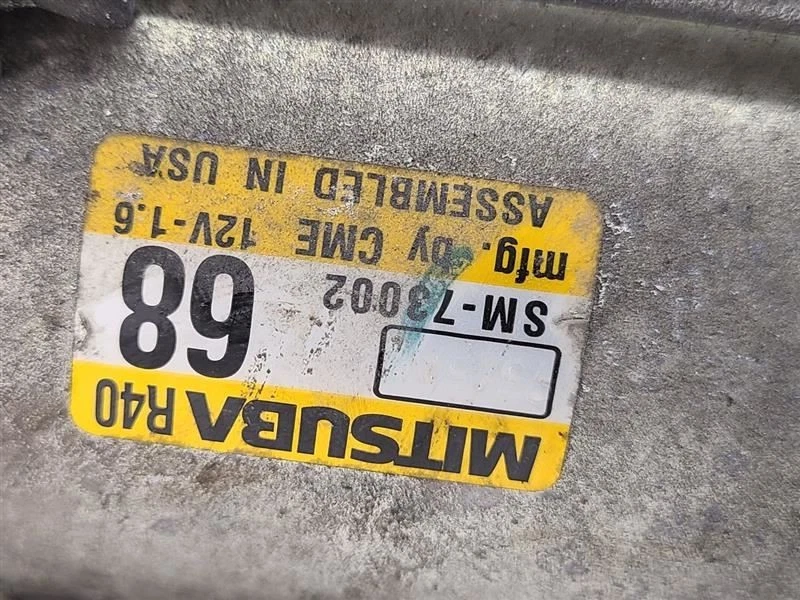 MITSUBA R40
68
SM-73002
mfg. by CME 12V-1.6
ASSEMBLED IN USA